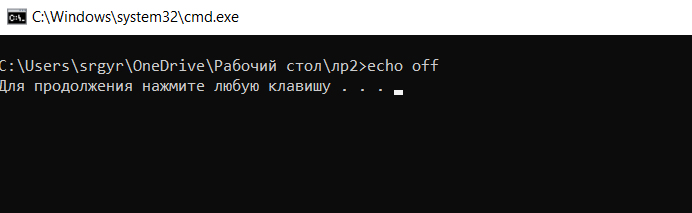 C:\Windows\system32\cmd.exe
C:\Users\srgyr\OneDrive\Рабочий стол\лр2>echo off
Для продолжения нажмите любую клавишу . . .